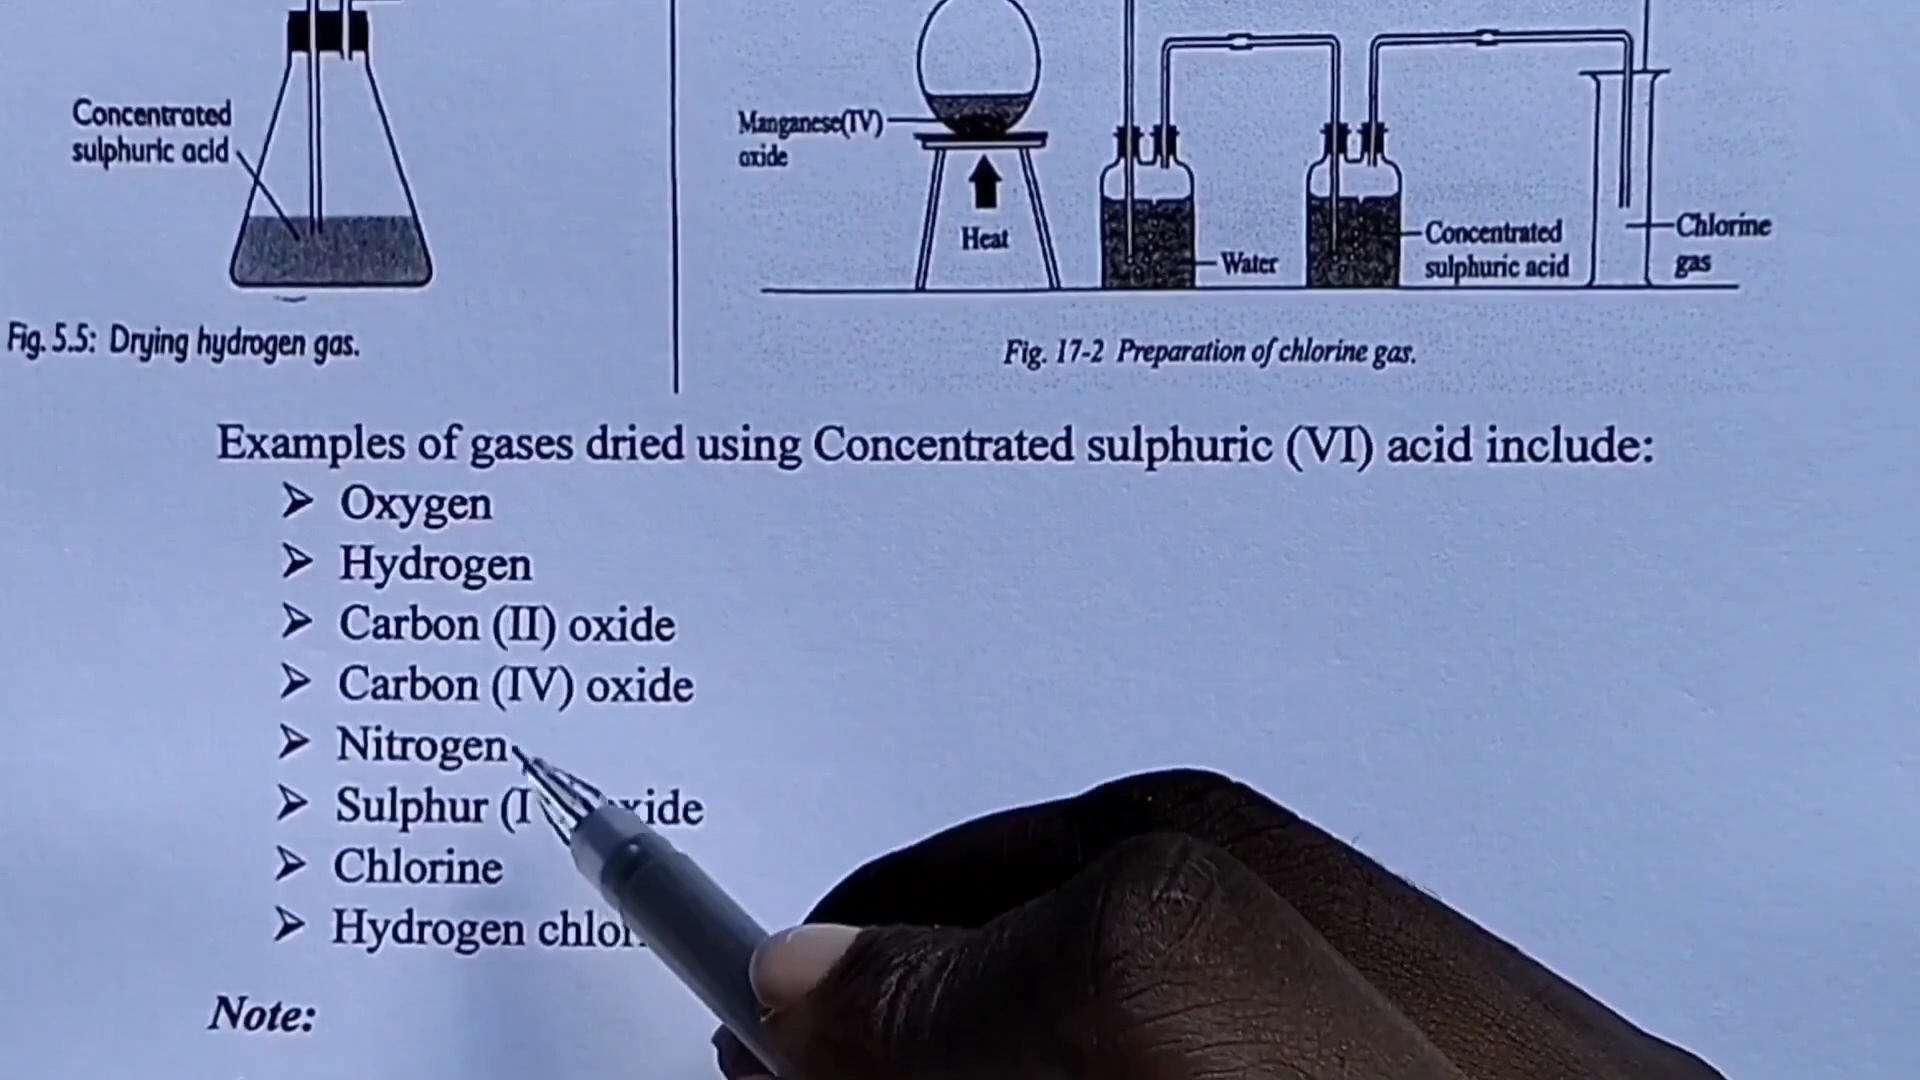 Concentrated
sulphuric acid
Fig. 5.5: Drying hydrogen gas.
Manganese(IV)
oxide
Heat
Water
Concentrated
sulphuric acid
Chlorine
gas
Fig. 17-2 Preparation of chlorine gas.
Examples of gases dried using Concentrated sulphuric (VI) acid include:
➢ Oxygen
➢ Hydrogen
➢ Carbon (II) oxide
➢ Carbon (IV) oxide
➢ Nitrogen
➢ Sulphur
➢ Chlorine
➢ Hydrogen
Note: